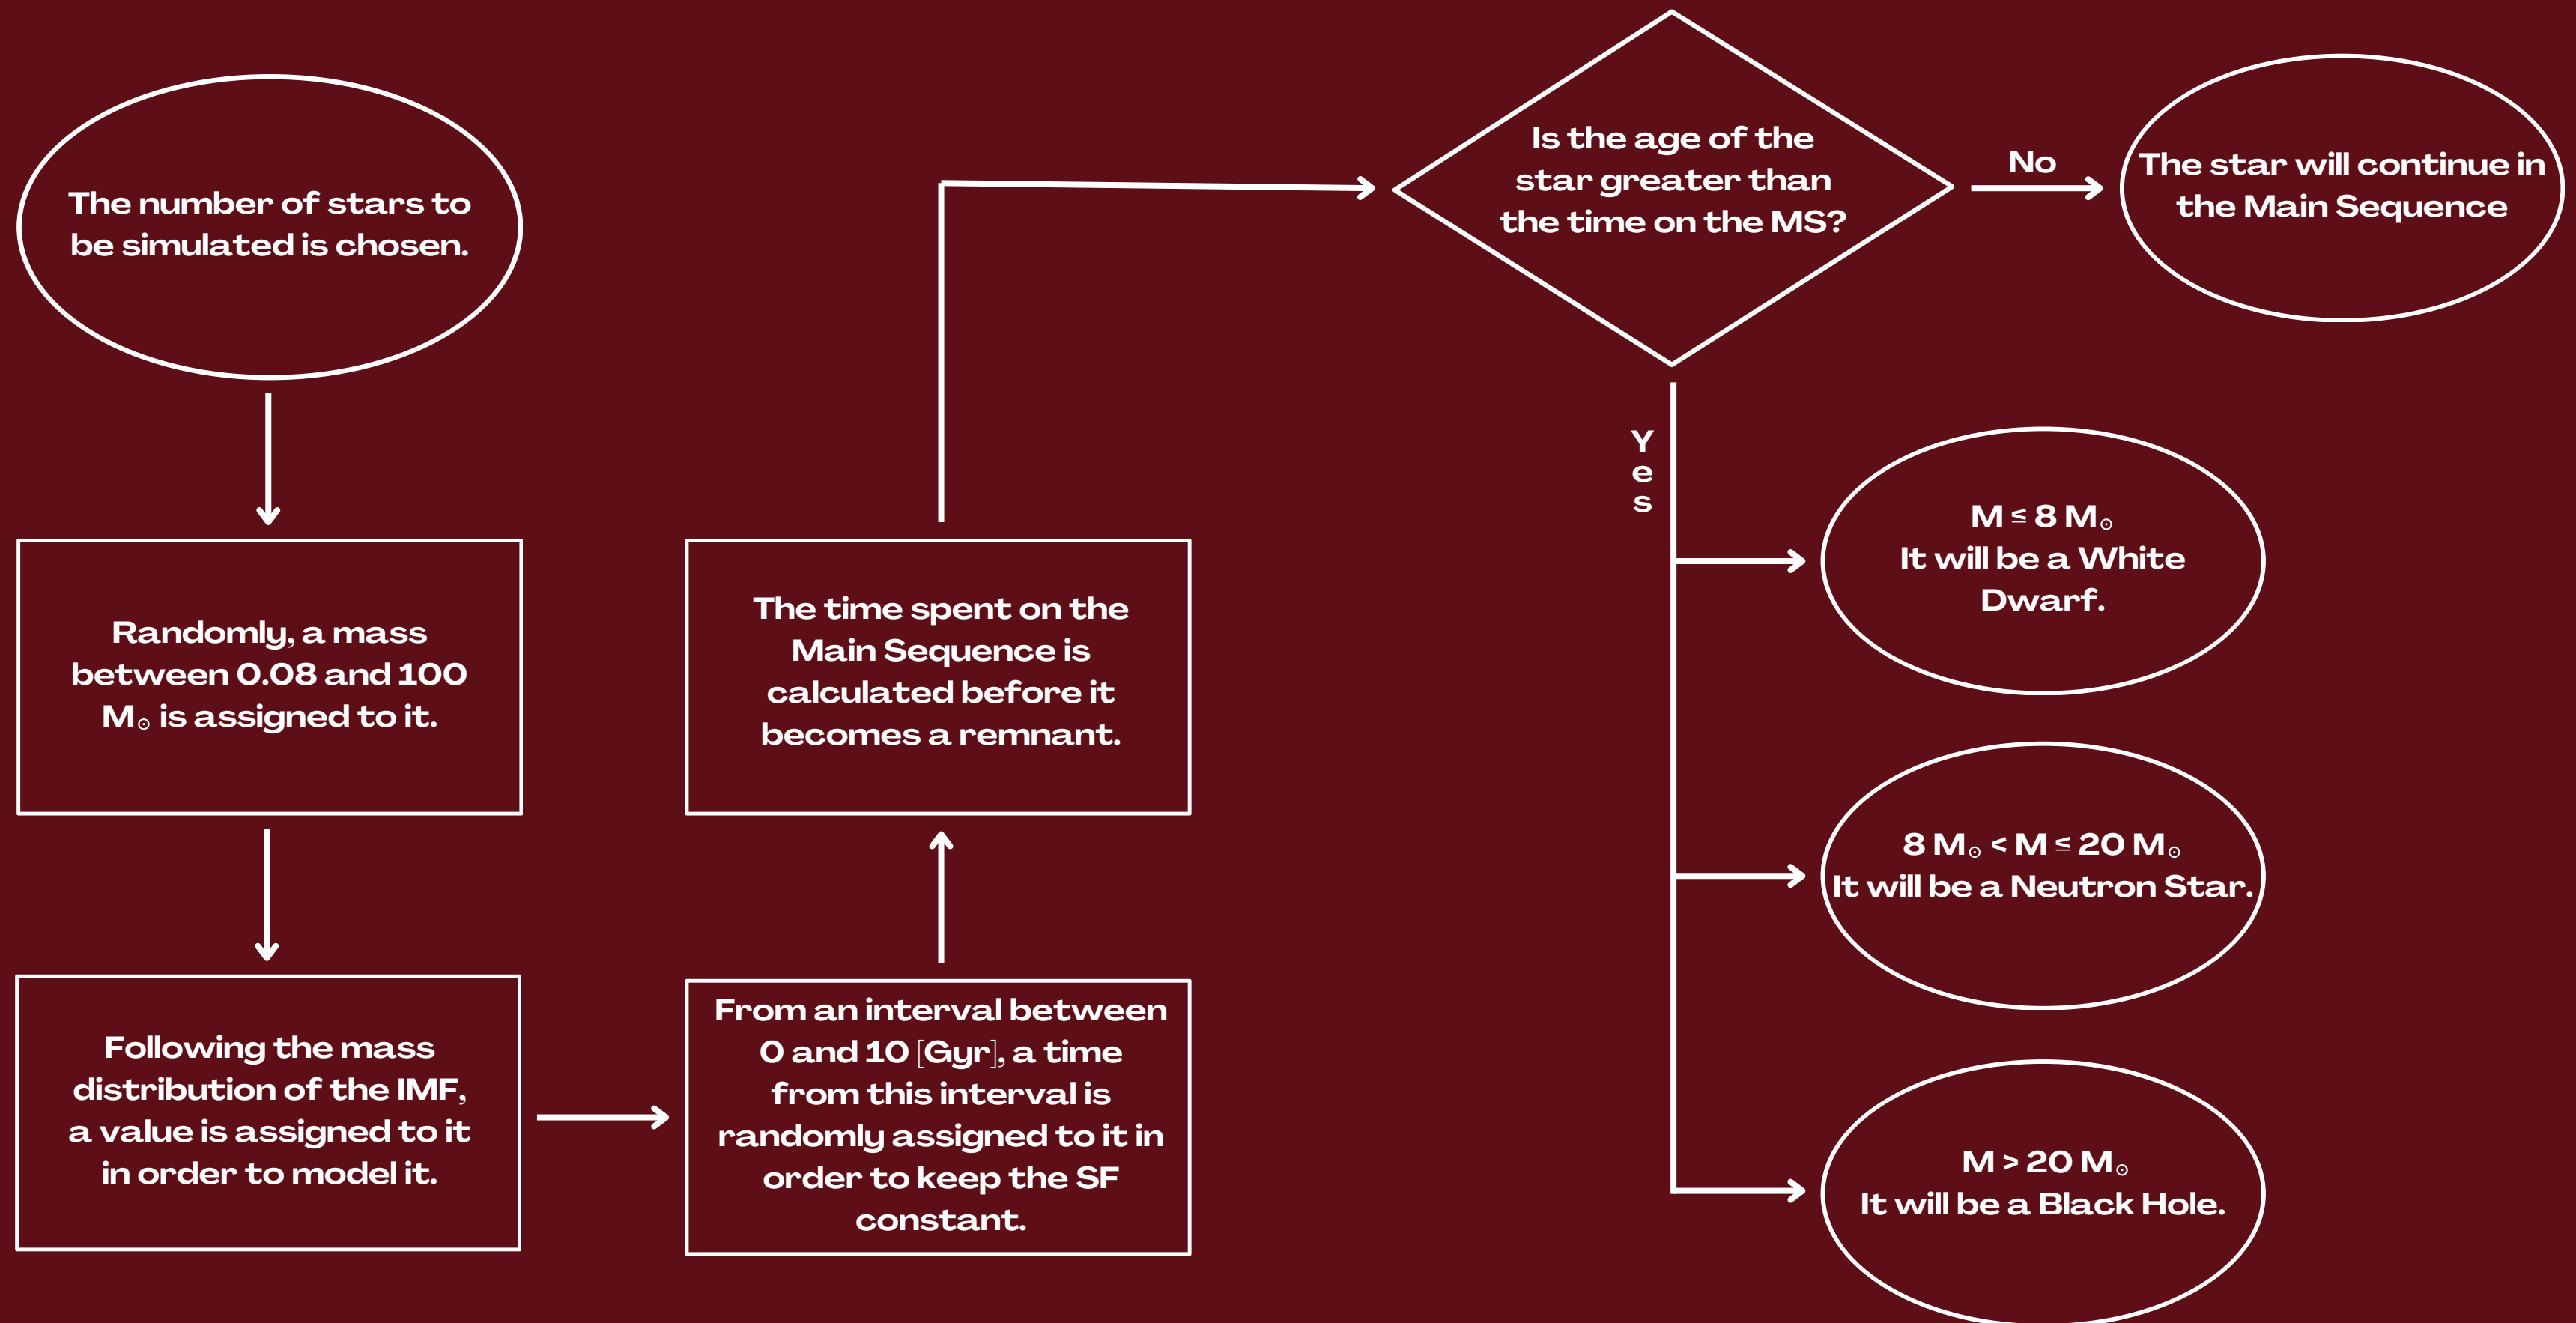 The number of stars to
be simulated is chosen.
Randomly, a mass
between 0.08 and 100
M☉ is assigned to it.
Following the mass
distribution of the IMF,
a value is assigned to it
in order to model it.
From an interval between
0 and 10 [Gyr], a time
from this interval is
randomly assigned to it in
order to keep the SF
constant.
The time spent on the
Main Sequence is
calculated before it
becomes a remnant.
Is the age of the
star greater than
the time on the MS?
No
The star will continue in
the Main Sequence
Yes
M ≤ 8 M☉
It will be a White
Dwarf.
8 M☉ < M ≤ 20 M☉
It will be a Neutron Star.
M > 20 M☉
It will be a Black Hole.